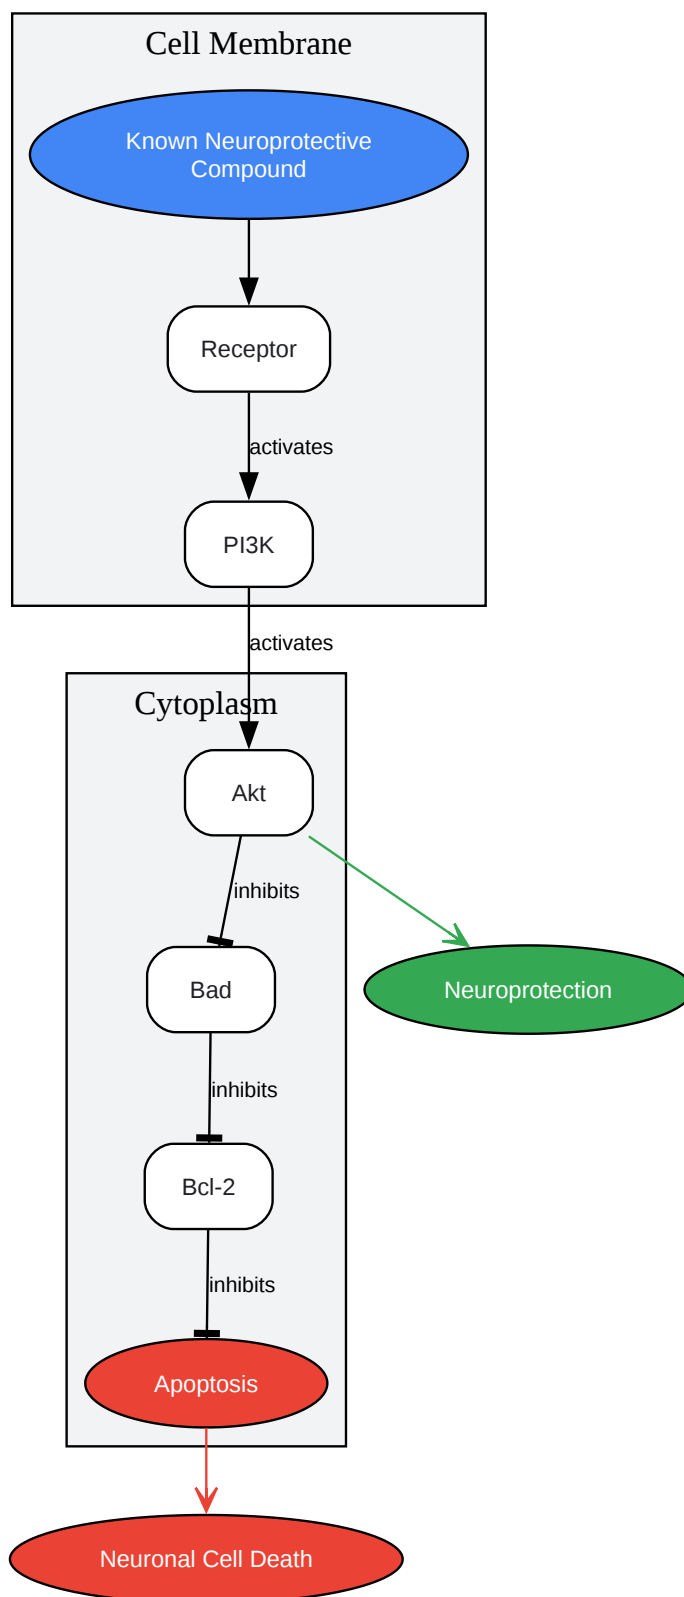 Cell Membrane
Known Neuroprotective
Compound
Receptor
activates
PI3K
activates
Cytoplasm
Akt
inhibits
Bad
Neuroprotection
inhibits
Bcl-2
inhibits
Apoptosis
Neuronal Cell Death